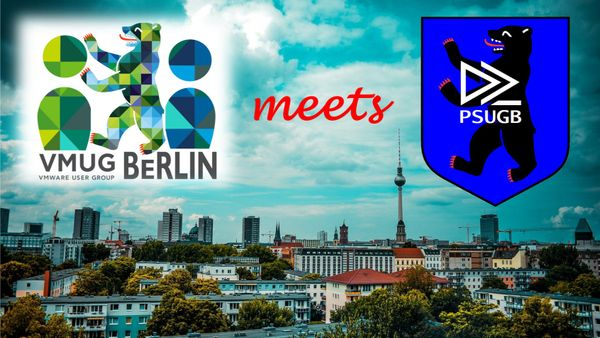 VMUG BERLIN
VMWARE USER GROUP
meets
PSUGB